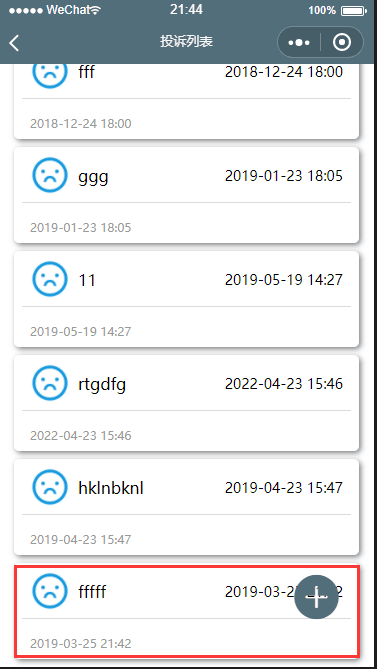 WeChat 21:44 100%
投诉列表
fff 2018-12-24 18:00
2018-12-24 18:00
ggg 2019-01-23 18:05
2019-01-23 18:05
11 2019-05-19 14:27
2019-05-19 14:27
rtgdfg 2022-04-23 15:46
2022-04-23 15:46
hklnbknl 2019-04-23 15:47
2019-04-23 15:47
fffff
2019-03-25 21:42